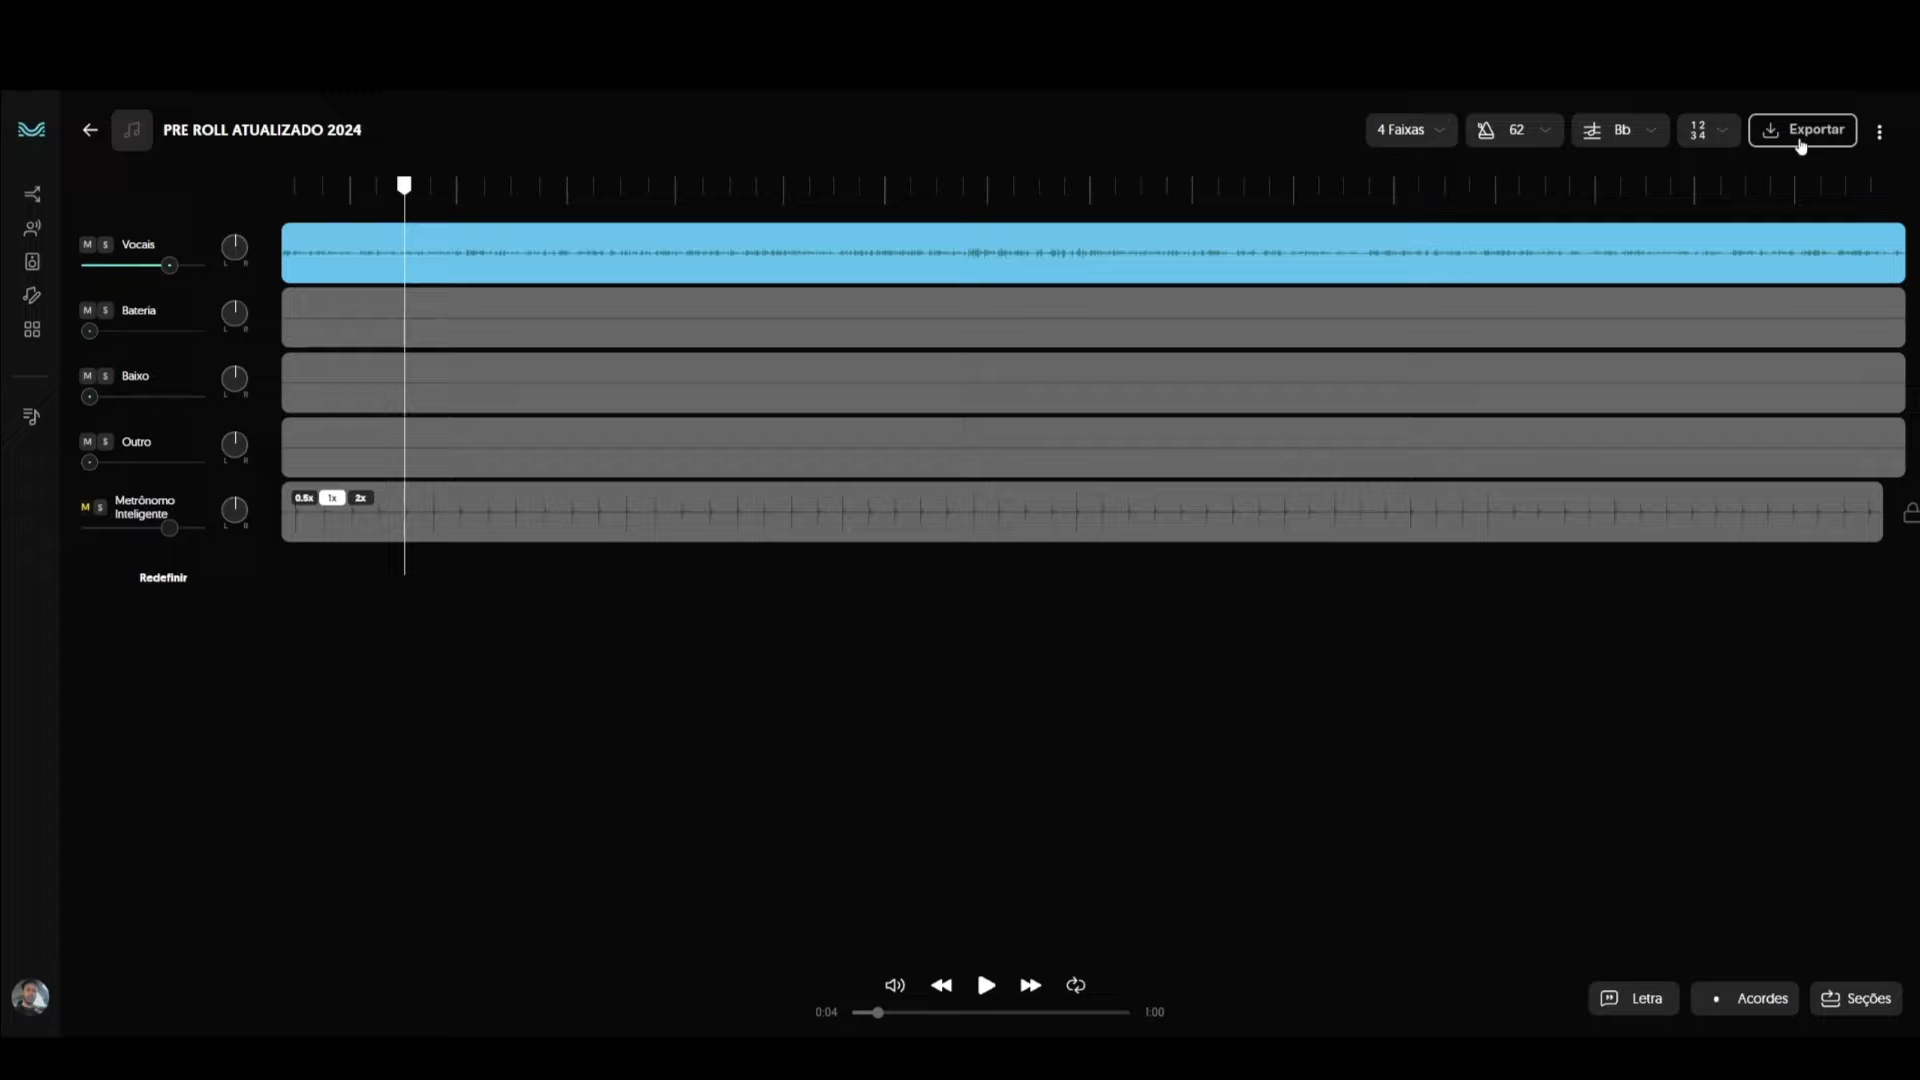 PRE ROLL ATUALIZADO 2024
4 Faixas
62
Bb
1 2
3 4
Exportar
M S Vocais
L R
M S Bateria
L R
M S Baixo
L R
M S Outro
L R
M S Metrônomo
Inteligente
L R
0.5x 1x 2x
Redefinir
0:04
1:00
Letra
Acordes
Seções